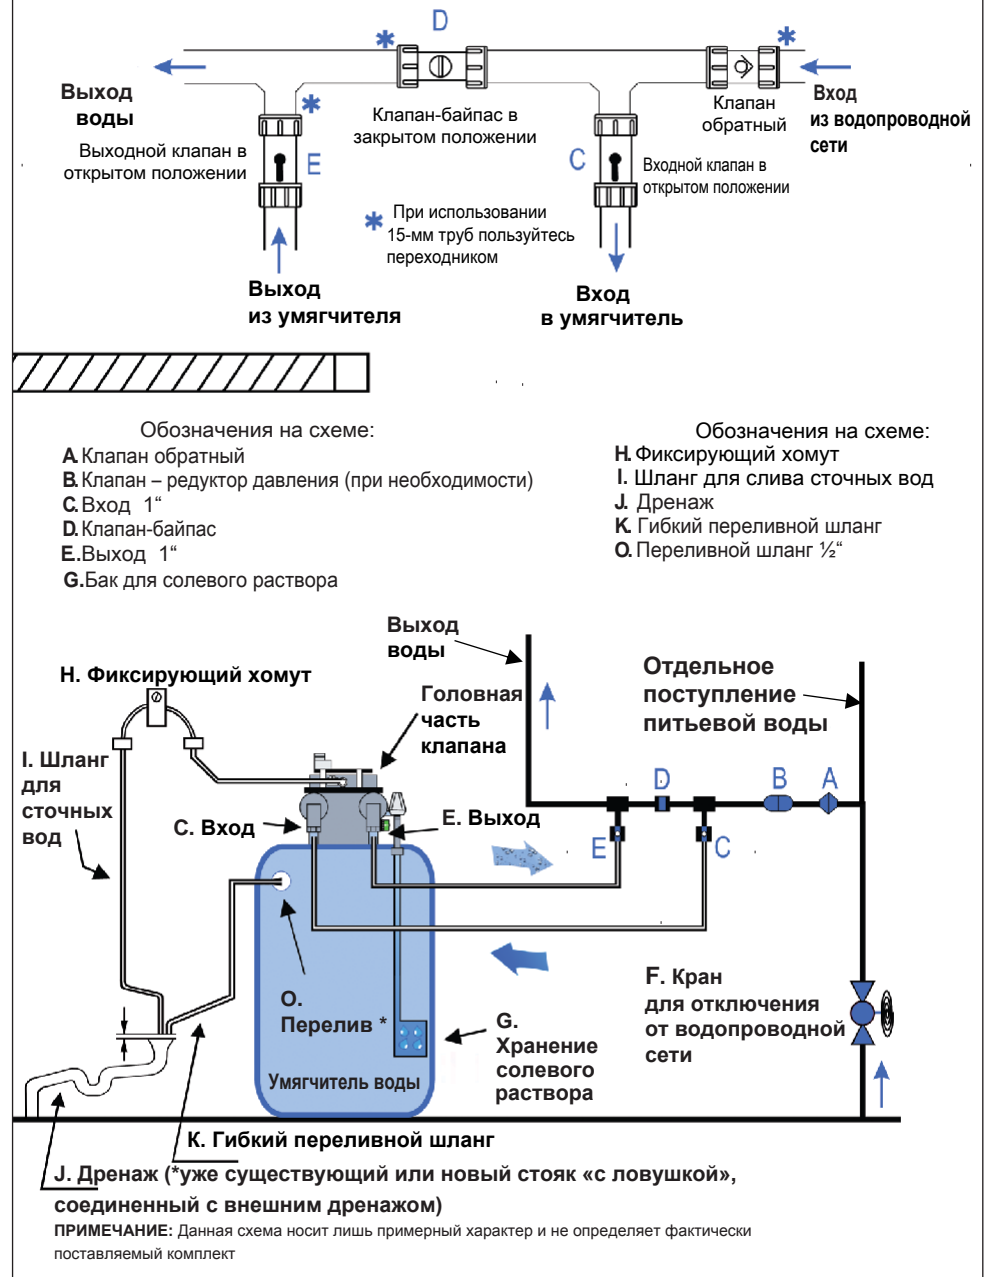 D
Выход
воды
Клапан-байпас в
закрытом положении
Клапан
обратный
Вход
из водопроводной
сети
Выходной клапан в
открытом положении
E
C
Входной клапан в
открытом положении
* При использовании
15-мм труб пользуйтесь
переходником
Выход
из умягчителя
Вход
в умягчитель
Обозначения на схеме:
A. Клапан обратный
B. Клапан – редуктор давления (при необходимости)
C. Вход 1“
D. Клапан-байпас
E. Выход 1“
G. Бак для солевого раствора
Обозначения на схеме:
H. Фиксирующий хомут
I. Шланг для слива сточных вод
J. Дренаж
K. Гибкий переливной шланг
O. Переливной шланг ½“
Выход
воды
Отдельное
поступление
питьевой воды
H. Фиксирующий хомут
Головная
часть
клапана
I. Шланг
для
сточных
вод
C. Вход
E. Выход
D
B
A
E
C
F. Кран
для отключения
от водопроводной
сети
O.
Перелив *
G.
Хранение
солевого
раствора
Умягчитель воды
К. Гибкий переливной шланг
J. Дренаж (*уже существующий или новый стояк «с ловушкой»,
соединенный с внешним дренажом)
ПРИМЕЧАНИЕ: Данная схема носит лишь примерный характер и не определяет фактически
поставляемый комплект